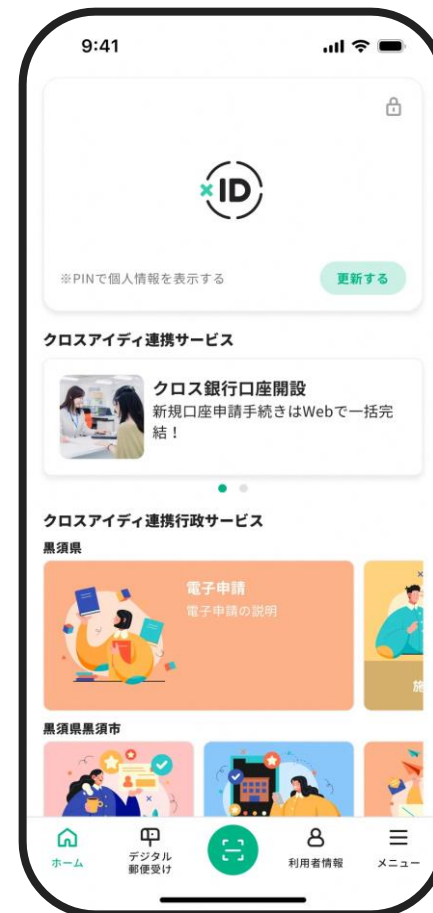 9:41
xID
※PINで個人情報を表示する
更新する
クロスアイディ連携サービス
クロス銀行口座開設
新規口座申請手続きはWebで一括完
結！
クロスアイディ連携行政サービス
黒須県
電子申請
電子申請の説明
施
黒須県黒須市
ホーム
デジタル
郵便受け
利用者情報
メニュー